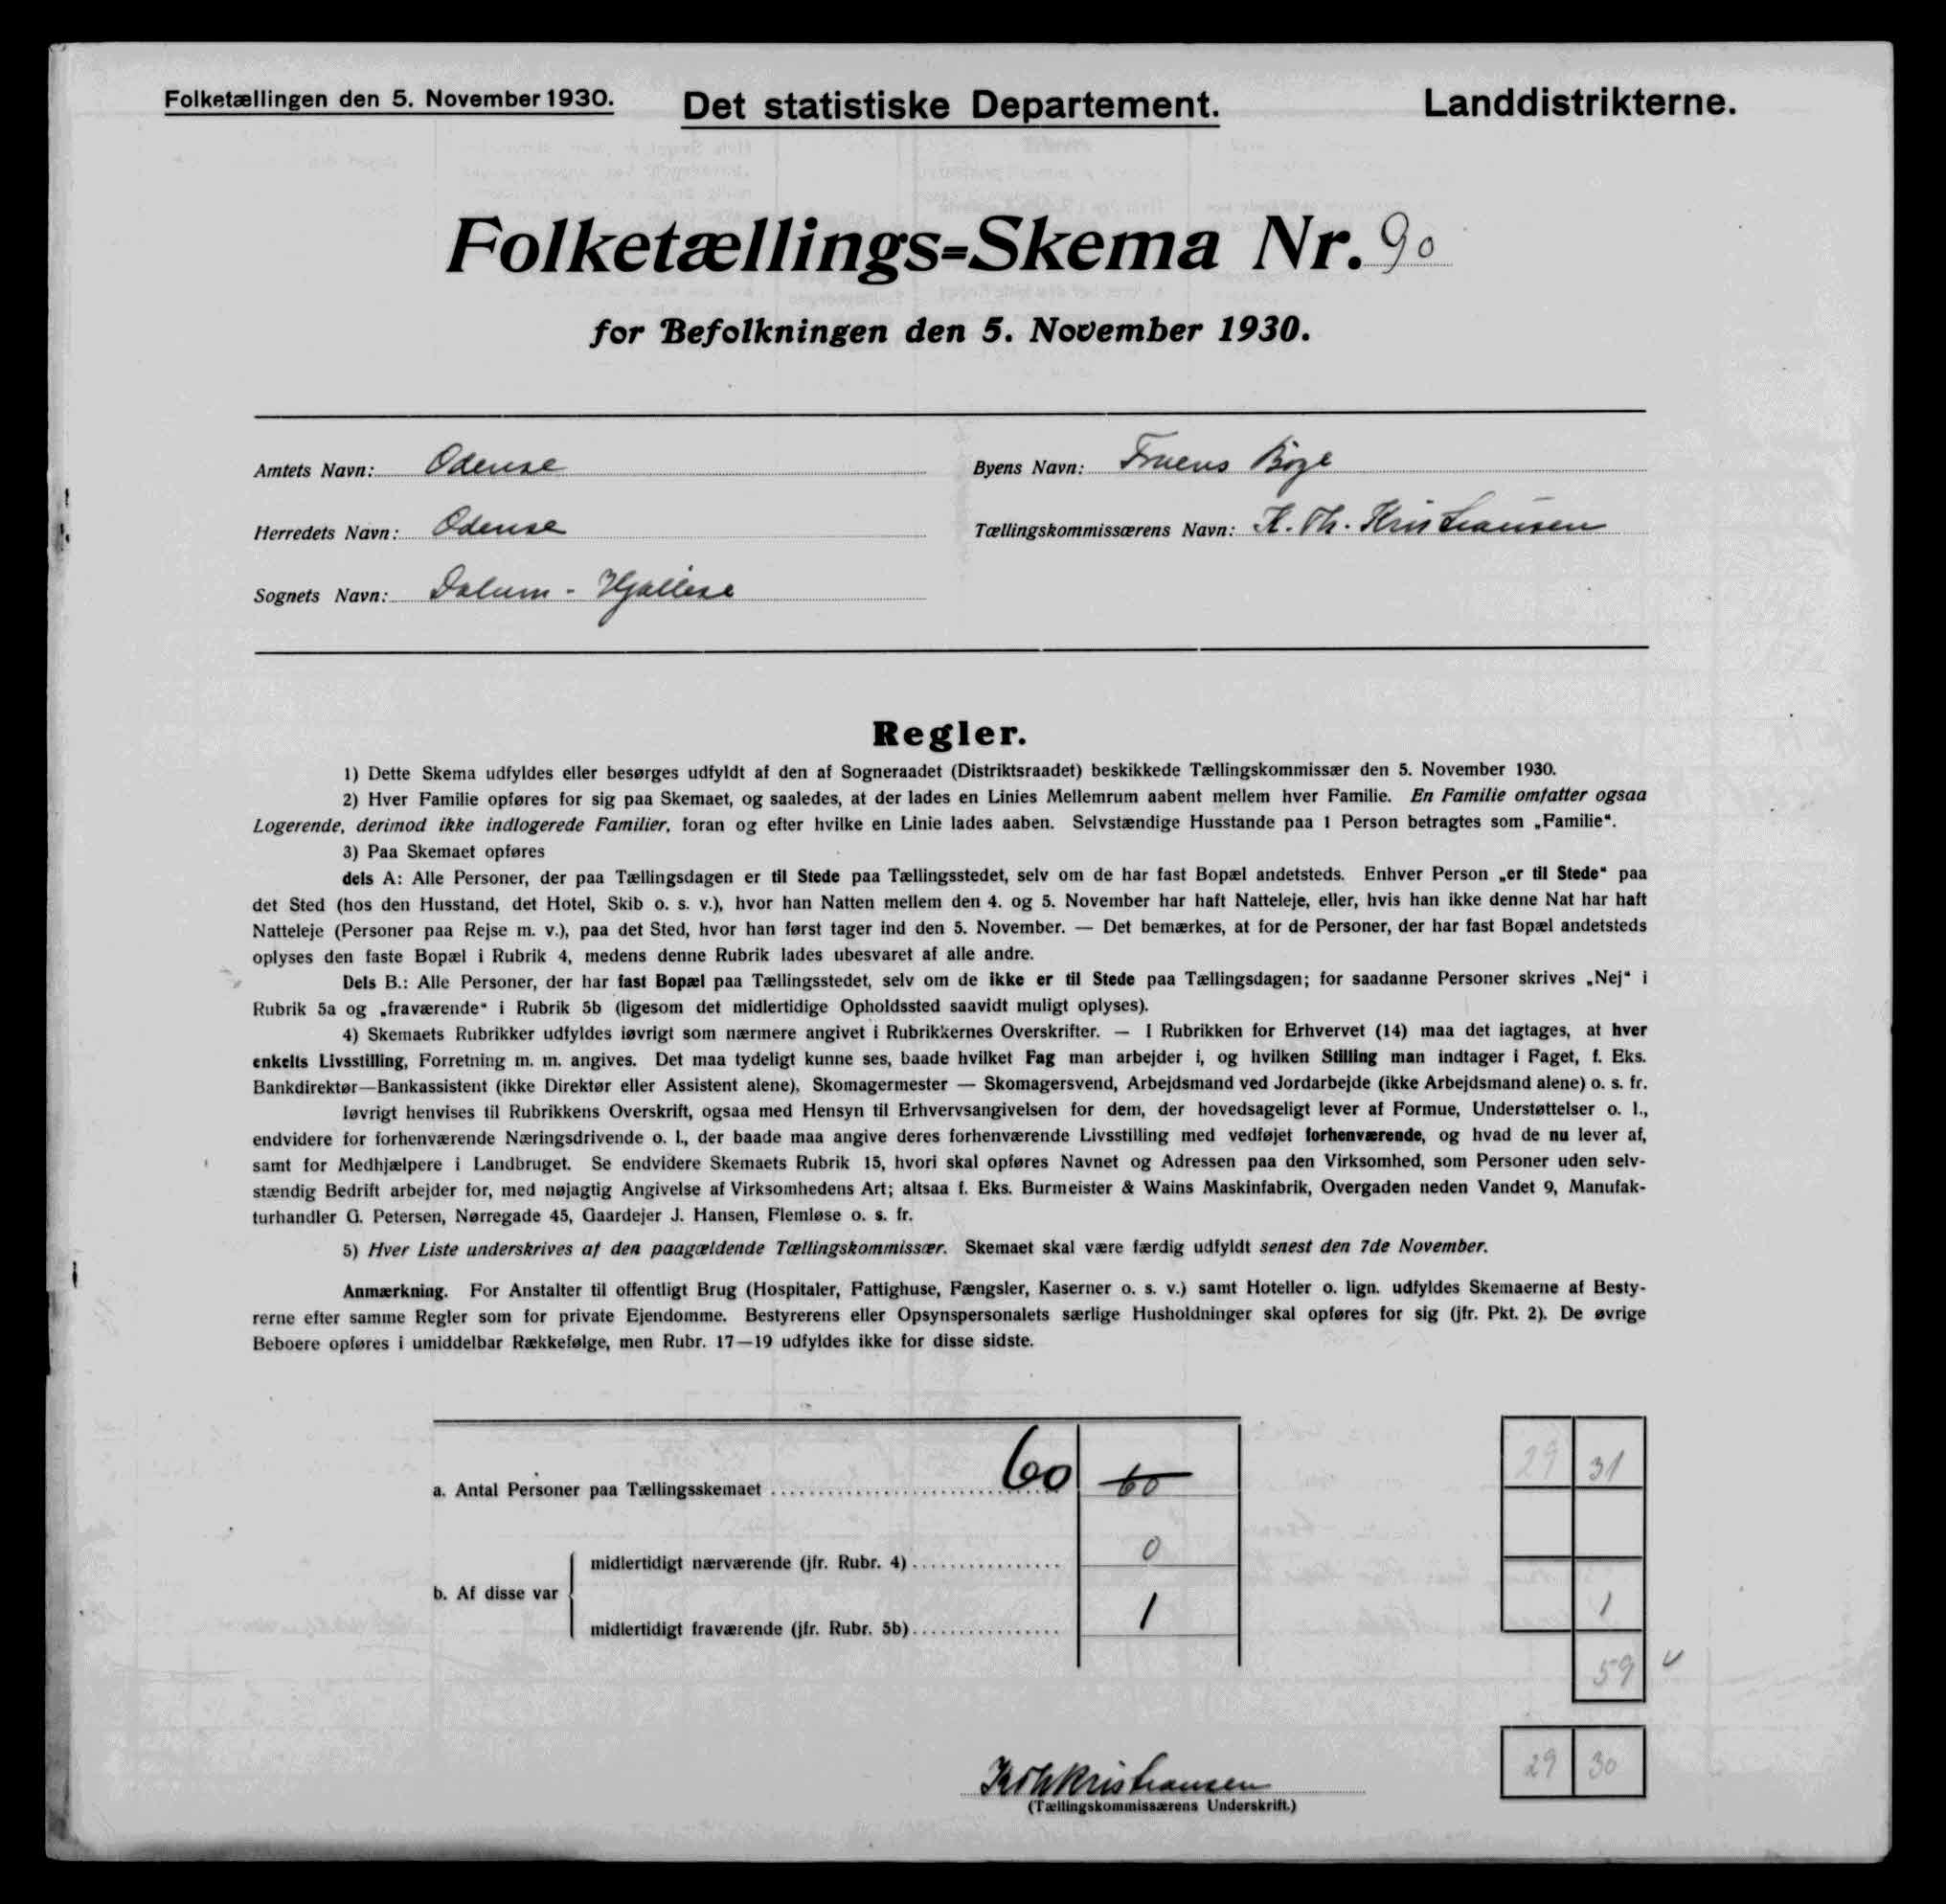 Folketællingen den 5. November 1930.
Det statistiske Departement.
Landdistrikterne.
Folketællings=Skema Nr. 90
for Befolkningen den 5. November 1930.
Amtets Navn: Odense
Byens Navn: Fruens Bøge
Herredets Navn: Odense
Tællingskommissærens Navn: K. Th. Kristiansen
Sognets Navn: Dalum - Hjallese
Regler.
1) Dette Skema udfyldes eller besørges udfyldt af den af Sogneraadet (Distriktsraadet) beskikkede Tællingskommissær den 5. November 1930.
2) Hver Familie opføres for sig paa Skemaet, og saaledes, at der lades en Linies Mellemrum aabent mellem hver Familie. En Familie omfatter ogsaa
Logerende, derimod ikke indlogerede Familier, foran og efter hvilke en Linie lades aaben. Selvstændige Husstande paa 1 Person betragtes som „Familie“.
3) Paa Skemaet opføres
dels A: Alle Personer, der paa Tællingsdagen er til Stede paa Tællingsstedet, selv om de har fast Bopæl andetsteds. Enhver Person „er til Stede“ paa
det Sted (hos den Husstand, det Hotel, Skib o. s. v.), hvor han Natten mellem den 4. og 5. November har haft Natteleje, eller, hvis han ikke denne Nat har haft
Natteleje (Personer paa Rejse m. v.), paa det Sted, hvor han først tager ind den 5. November. — Det bemærkes, at for de Personer, der har fast Bopæl andetsteds
oplyses den faste Bopæl i Rubrik 4, medens denne Rubrik lades ubesvaret af alle andre.
Dels B.: Alle Personer, der har fast Bopæl paa Tællingsstedet, selv om de ikke er til Stede paa Tællingsdagen; for saadanne Personer skrives „Nej“ i
Rubrik 5a og „fraværende“ i Rubrik 5b (ligesom det midlertidige Opholdssted saavidt muligt oplyses).
4) Skemaets Rubrikker udfyldes iøvrigt som nærmere angivet i Rubrikkernes Overskrifter. — I Rubrikken for Erhvervet (14) maa det iagtages, at hver
enkelts Livsstilling, Forretning m. m. angives. Det maa tydeligt kunne ses, baade hvilket Fag man arbejder i, og hvilken Stilling man indtager i Faget, f. Eks.
Bankdirektør—Bankassistent (ikke Direktør eller Assistent alene), Skomagermester — Skomagersvend, Arbejdsmand ved Jordarbejde (ikke Arbejdsmand alene) o. s. fr.
Iøvrigt henvises til Rubrikkens Overskrift, ogsaa med Hensyn til Erhvervsangivelsen for dem, der hovedsageligt lever af Formue, Understøttelser o. l.,
endvidere for forhenværende Næringsdrivende o. l., der baade maa angive deres forhenværende Livsstilling med vedføjet forhenværende, og hvad de nu lever af,
samt for Medhjælpere i Landbruget. Se endvidere Skemaets Rubrik 15, hvori skal opføres Navnet og Adressen paa den Virksomhed, som Personer uden selv-
stændig Bedrift arbejder for, med nøjagtig Angivelse af Virksomhedens Art; altsaa f. Eks. Burmeister & Wains Maskinfabrik, Overgaden neden Vandet 9, Manufak-
turhandler G. Petersen, Nørregade 45, Gaardejer J. Hansen, Flemløse o. s. fr.
5) Hver Liste underskrives af den paagældende Tællingskommissær. Skemaet skal være færdig udfyldt senest den 7de November.
Anmærkning. For Anstalter til offentligt Brug (Hospitaler, Fattighuse, Fængsler, Kaserner o. s. v.) samt Hoteller o. lign. udfyldes Skemaerne af Besty-
rerne efter samme Regler som for private Ejendomme. Bestyrerens eller Opsynspersonalets særlige Husholdninger skal opføres for sig (jfr. Pkt. 2). De øvrige
Beboere opføres i umiddelbar Rækkefølge, men Rubr. 17—19 udfyldes ikke for disse sidste.
a. Antal Personer paa Tællingsskemaet 60 60 29 31
midlertidigt nærværende (jfr. Rubr. 4) 0
b. Af disse var
midlertidigt fraværende (jfr. Rubr. 5b) 1 1
59
K Th Kristiansen 29 30
(Tællingskommissærens Underskrift.)